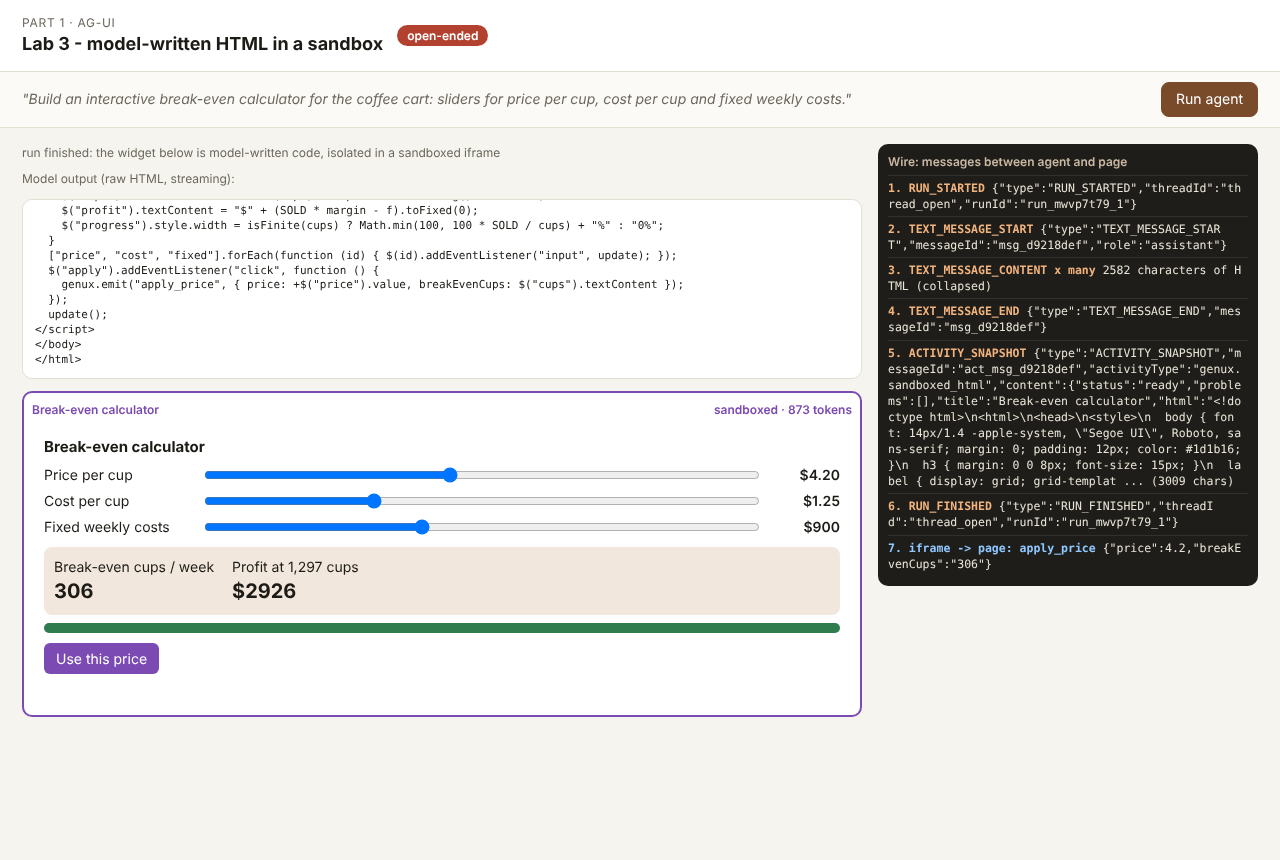 PART 1 · AG-UI
Lab 3 - model-written HTML in a sandbox
open-ended
"Build an interactive break-even calculator for the coffee cart: sliders for price per cup, cost per cup and fixed weekly costs."
Run agent
run finished: the widget below is model-written code, isolated in a sandboxed iframe
Model output (raw HTML, streaming):
$("profit").textContent = "$" + (SOLD * margin - f).toFixed(0);
$("progress").style.width = isFinite(cups) ? Math.min(100, 100 * SOLD / cups) + "%" : "0%";
}
["price", "cost", "fixed"].forEach(function (id) { $(id).addEventListener("input", update); });
$("apply").addEventListener("click", function () {
genux.emit("apply_price", { price: +$("price").value, breakEvenCups: $("cups").textContent });
});
update();
</script>
</body>
</html>
Break-even calculator
sandboxed · 873 tokens
Break-even calculator
Price per cup
$4.20
Cost per cup
$1.25
Fixed weekly costs
$900
Break-even cups / week
306
Profit at 1,297 cups
$2926
Use this price
Wire: messages between agent and page
1. RUN_STARTED {"type":"RUN_STARTED","threadId":"th
read_open","runId":"run_mwvp7t79_1"}
2. TEXT_MESSAGE_START {"type":"TEXT_MESSAGE_STAR
T","messageId":"msg_d9218def","role":"assistant"}
3. TEXT_MESSAGE_CONTENT x many 2582 characters of H
TML (collapsed)
4. TEXT_MESSAGE_END {"type":"TEXT_MESSAGE_END","mes
sageId":"msg_d9218def"}
5. ACTIVITY_SNAPSHOT {"type":"ACTIVITY_SNAPSHOT","m
essageId":"act_msg_d9218def","activityType":"genux.
sandboxed_html","content":{"status":"ready","proble
ms":[],"title":"Break-even calculator","html":"<!do
ctype html>\n<html>\n<head>\n<style>\n  body { fon
t: 14px/1.4 -apple-system, \"Segoe UI\", Roboto, sa
ns-serif; margin: 0; padding: 12px; color: #1d1b16;
}\n  h3 { margin: 0 0 8px; font-size: 15px; }\n  la
bel { display: grid; grid-templat ... (3009 chars)
6. RUN_FINISHED {"type":"RUN_FINISHED","threadI
d":"thread_open","runId":"run_mwvp7t79_1"}
7. iframe -> page: apply_price {"price":4.2,"breakE
venCups":"306"}